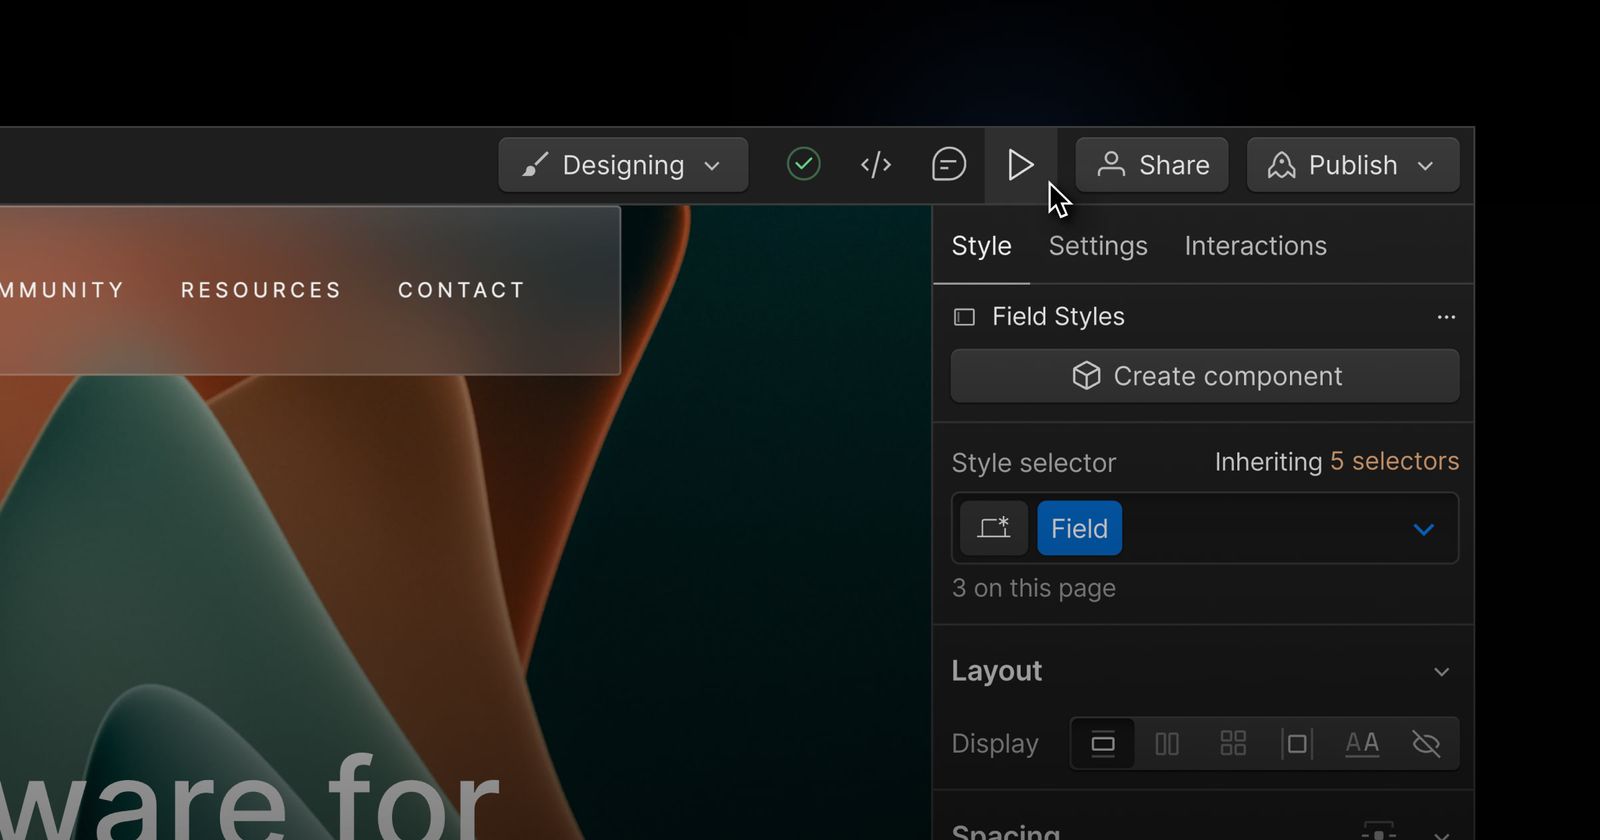 Designing
Share
Publish
MMUNITY RESOURCES CONTACT
Style Settings Interactions
Field Styles
Create component
Style selector Inheriting 5 selectors
Field
3 on this page
Layout
Display AA
ware for
Spacing